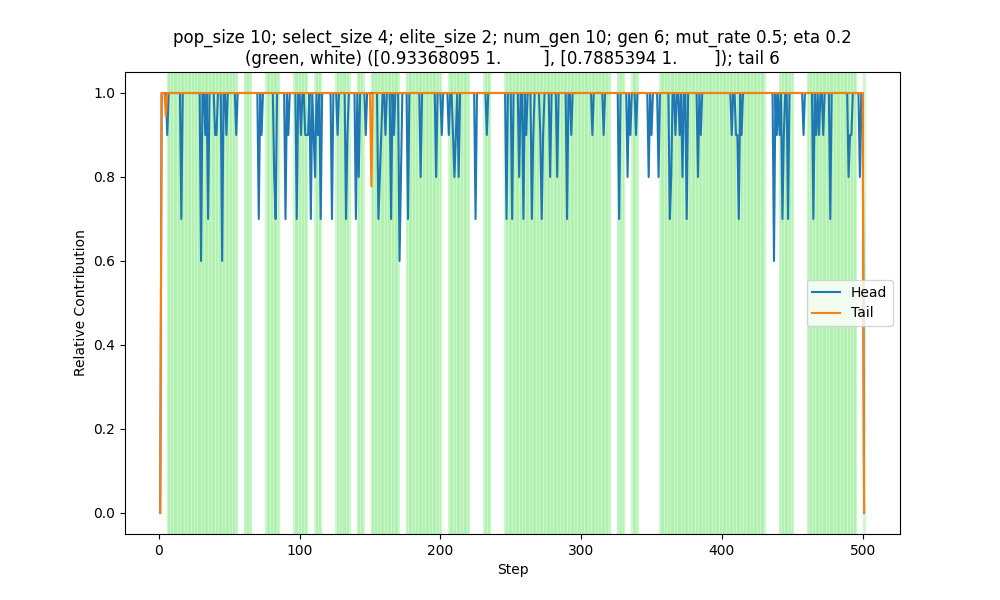 pop_size 10; select_size 4; elite_size 2; num_gen 10; gen 6; mut_rate 0.5; eta 0.2
(green, white) ([0.93368095 1.        ], [0.7885394 1.        ]); tail 6
Relative Contribution
1.0
0.8
0.6
0.4
0.2
0.0
Head
Tail
0
100
200
300
400
500
Step